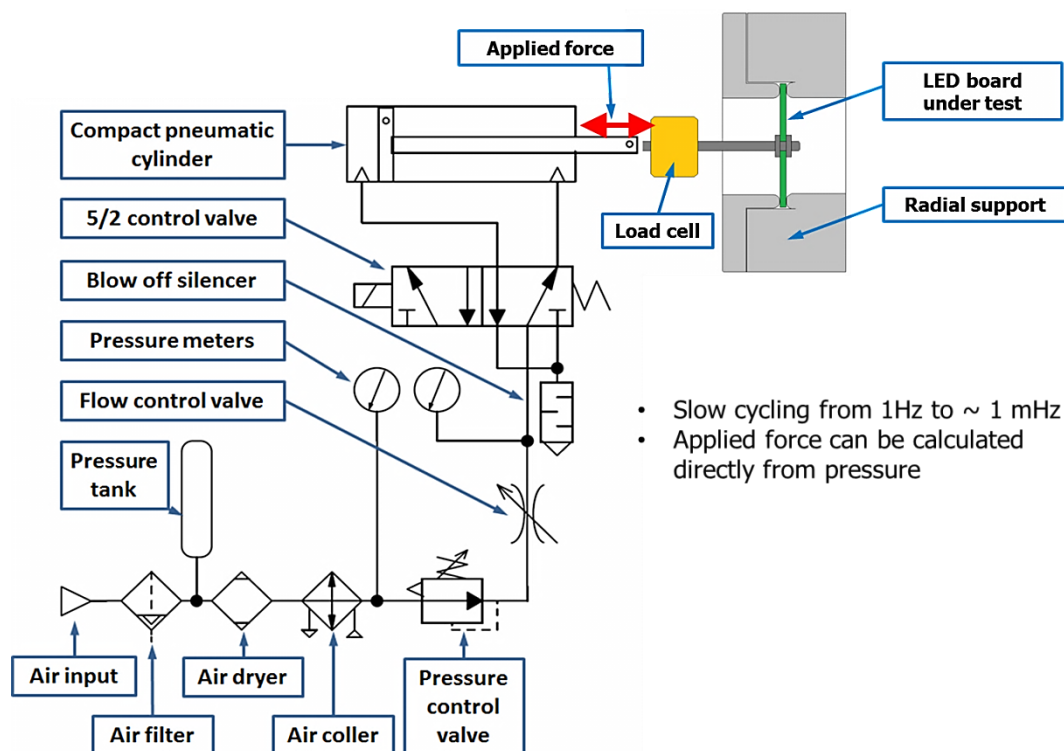 Applied
force
LED board
under test
Compact pneumatic
cylinder
5/2 control valve
Load cell
Radial support
Blow off silencer
Pressure meters
Flow control valve
• Slow cycling from 1Hz to ~ 1 mHz
• Applied force can be calculated
directly from pressure
Pressure
tank
Air input
Air dryer
Pressure
control
valve
Air filter
Air coller